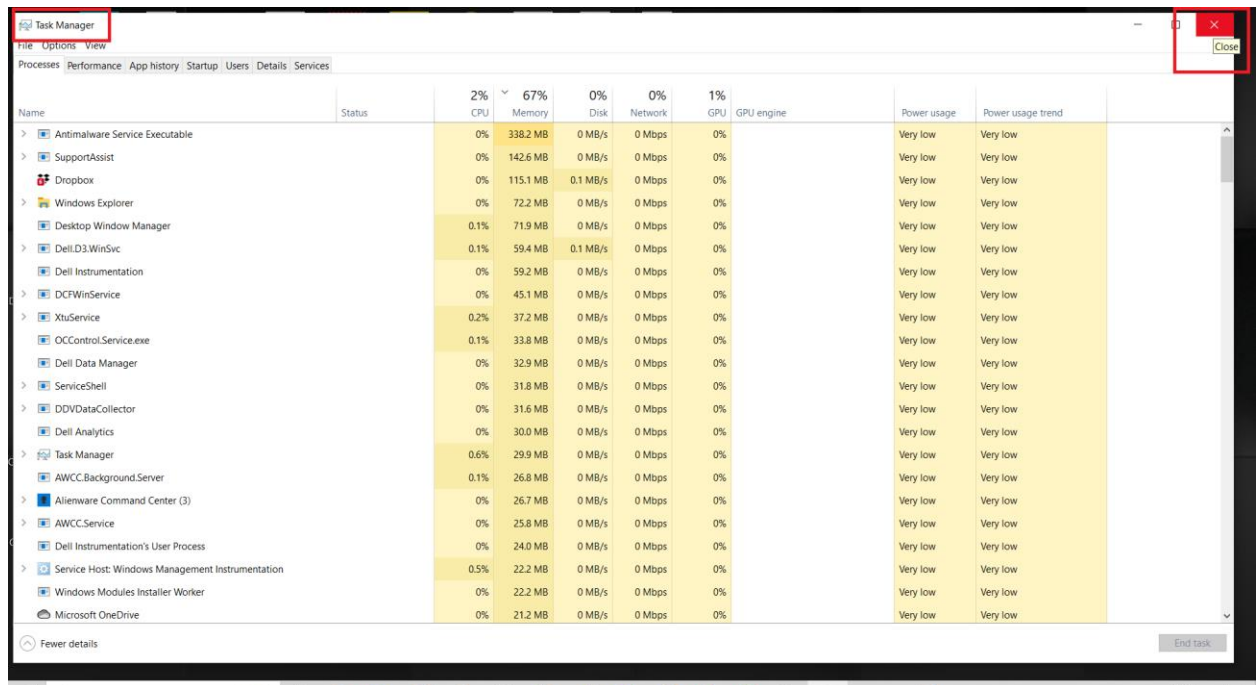 Task Manager
Close
File Options View
Processes Performance App history Startup Users Details Services
2% 67% 0% 0% 1%
Name Status CPU Memory Disk Network GPU GPU engine Power usage Power usage trend
Antimalware Service Executable 0% 338.2 MB 0 MB/s 0 Mbps 0% Very low Very low
SupportAssist 0% 142.6 MB 0 MB/s 0 Mbps 0% Very low Very low
Dropbox 0% 115.1 MB 0.1 MB/s 0 Mbps 0% Very low Very low
Windows Explorer 0% 72.2 MB 0 MB/s 0 Mbps 0% Very low Very low
Desktop Window Manager 0.1% 71.9 MB 0 MB/s 0 Mbps 0% Very low Very low
Dell.D3.WinSvc 0.1% 59.4 MB 0.1 MB/s 0 Mbps 0% Very low Very low
Dell Instrumentation 0% 59.2 MB 0 MB/s 0 Mbps 0% Very low Very low
DCFWinService 0% 45.1 MB 0 MB/s 0 Mbps 0% Very low Very low
XtuService 0.2% 37.2 MB 0 MB/s 0 Mbps 0% Very low Very low
OCControl.Service.exe 0.1% 33.8 MB 0 MB/s 0 Mbps 0% Very low Very low
Dell Data Manager 0% 32.9 MB 0 MB/s 0 Mbps 0% Very low Very low
ServiceShell 0% 31.8 MB 0 MB/s 0 Mbps 0% Very low Very low
DDVDataCollector 0% 31.6 MB 0 MB/s 0 Mbps 0% Very low Very low
Dell Analytics 0% 30.0 MB 0 MB/s 0 Mbps 0% Very low Very low
Task Manager 0.6% 29.9 MB 0 MB/s 0 Mbps 0% Very low Very low
AWCC.Background.Server 0.1% 26.8 MB 0 MB/s 0 Mbps 0% Very low Very low
Alienware Command Center (3) 0% 26.7 MB 0 MB/s 0 Mbps 0% Very low Very low
AWCC.Service 0% 25.8 MB 0 MB/s 0 Mbps 0% Very low Very low
Dell Instrumentation's User Process 0% 24.0 MB 0 MB/s 0 Mbps 0% Very low Very low
Service Host: Windows Management Instrumentation 0.5% 22.2 MB 0 MB/s 0 Mbps 0% Very low Very low
Windows Modules Installer Worker 0% 22.2 MB 0 MB/s 0 Mbps 0% Very low Very low
Microsoft OneDrive 0% 21.2 MB 0 MB/s 0 Mbps 0% Very low Very low
Fewer details End task